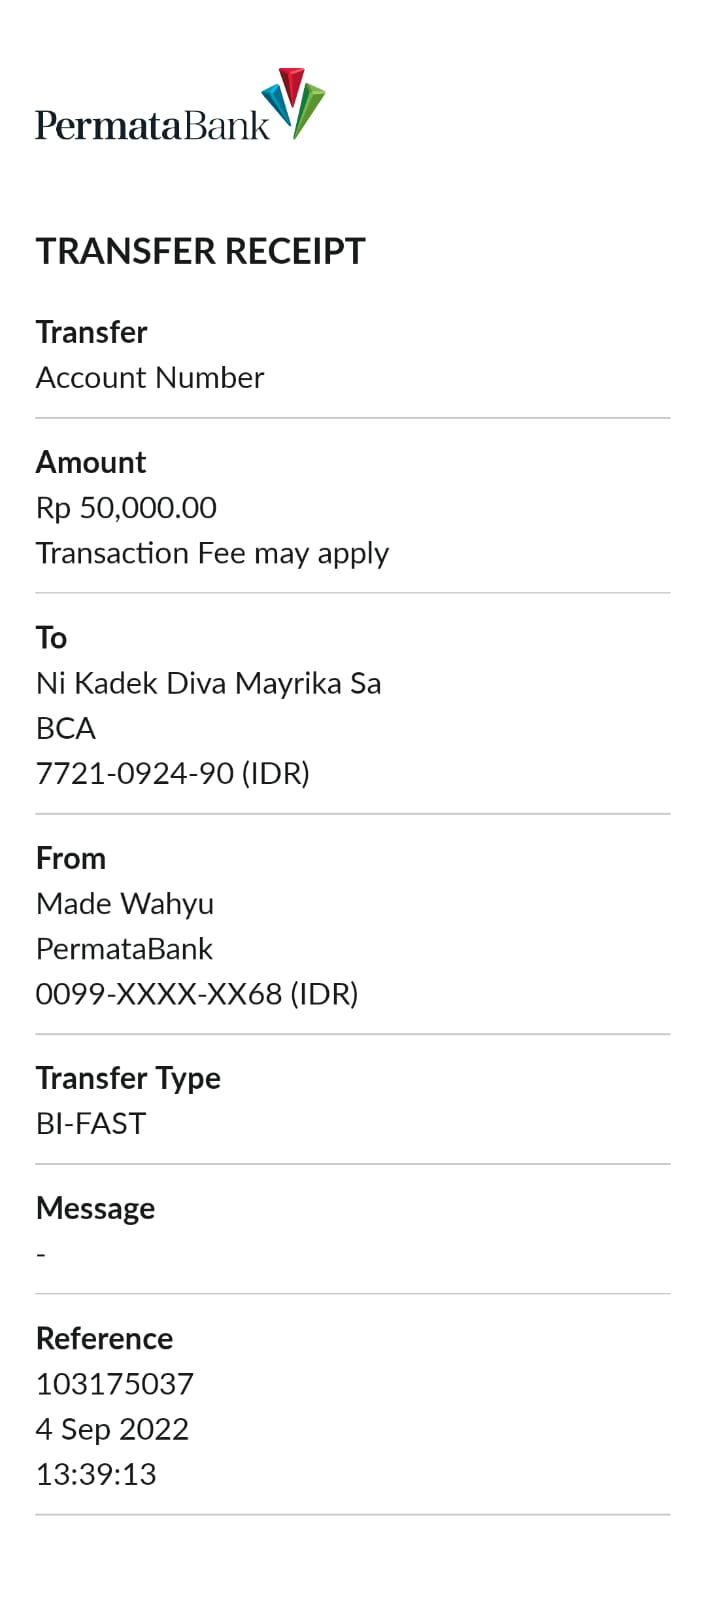 PermataBank
TRANSFER RECEIPT
Transfer
Account Number
Amount
Rp 50,000.00
Transaction Fee may apply
To
Ni Kadek Diva Mayrika Sa
BCA
7721-0924-90 (IDR)
From
Made Wahyu
PermataBank
0099-XXXX-XX68 (IDR)
Transfer Type
BI-FAST
Message
-
Reference
103175037
4 Sep 2022
13:39:13